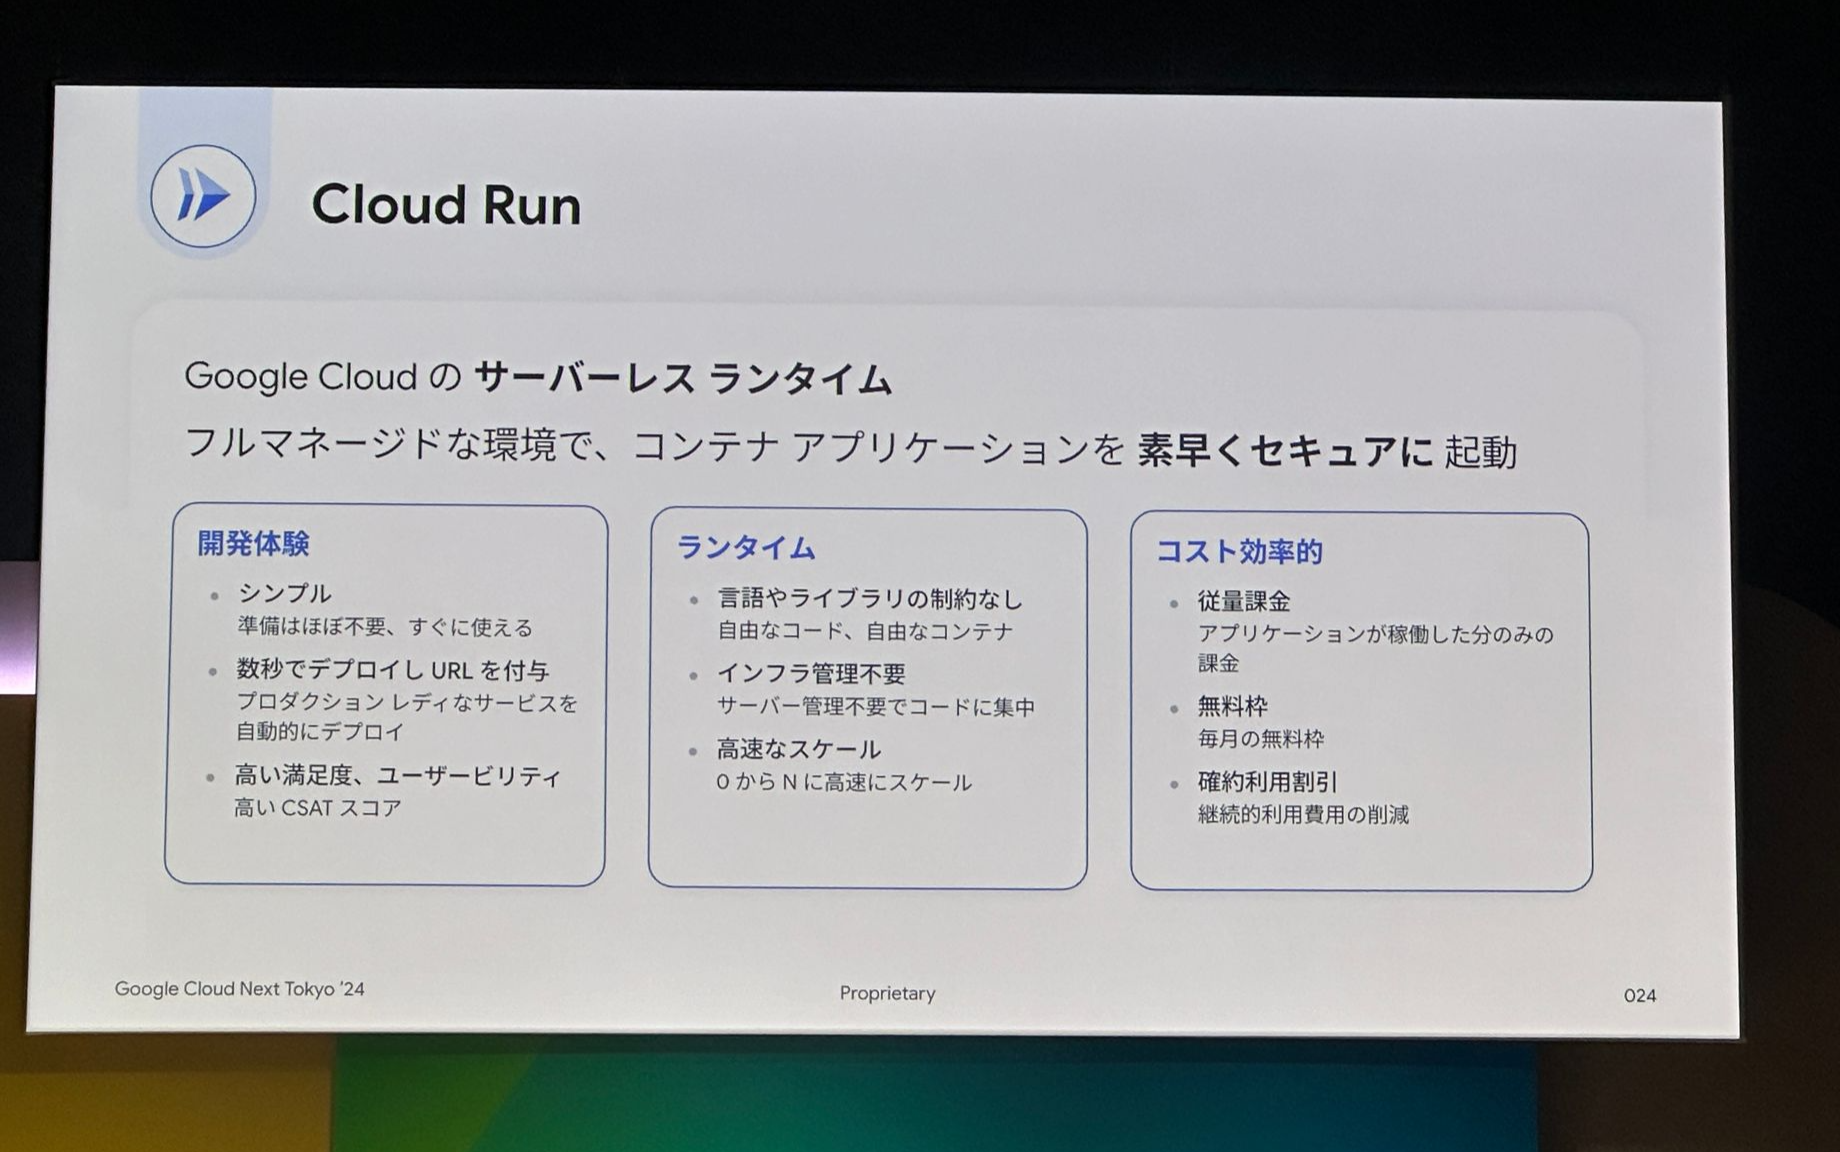 Cloud Run
Google Cloud の サーバーレス ランタイム
フルマネージドな環境で、コンテナ アプリケーションを 素早くセキュアに 起動
開発体験
シンプル
準備はほぼ不要、すぐに使える
数秒でデプロイし URL を付与
プロダクション レディなサービスを
自動的にデプロイ
高い満足度、ユーザービリティ
高い CSAT スコア
ランタイム
言語やライブラリの制約なし
自由なコード、自由なコンテナ
インフラ管理不要
サーバー管理不要でコードに集中
高速なスケール
0 から N に高速にスケール
コスト効率的
従量課金
アプリケーションが稼働した分のみの
課金
無料枠
毎月の無料枠
確約利用割引
継続的利用費用の削減
Google Cloud Next Tokyo ’24
Proprietary
024